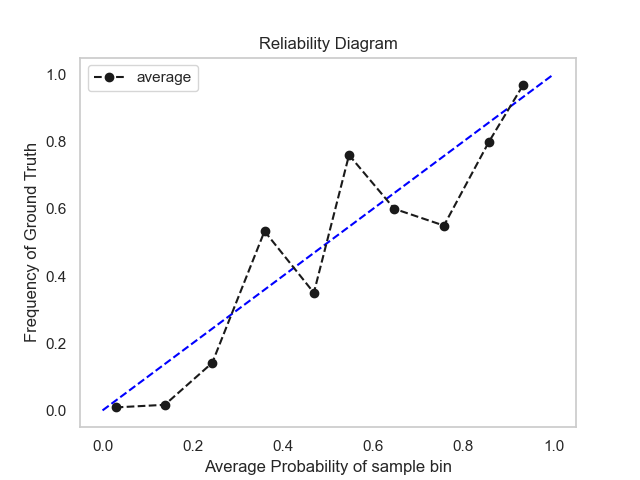 Reliability Diagram
average
1.0
0.8
0.6
0.4
0.2
0.0
Frequency of Ground Truth
0.0 0.2 0.4 0.6 0.8 1.0
Average Probability of sample bin